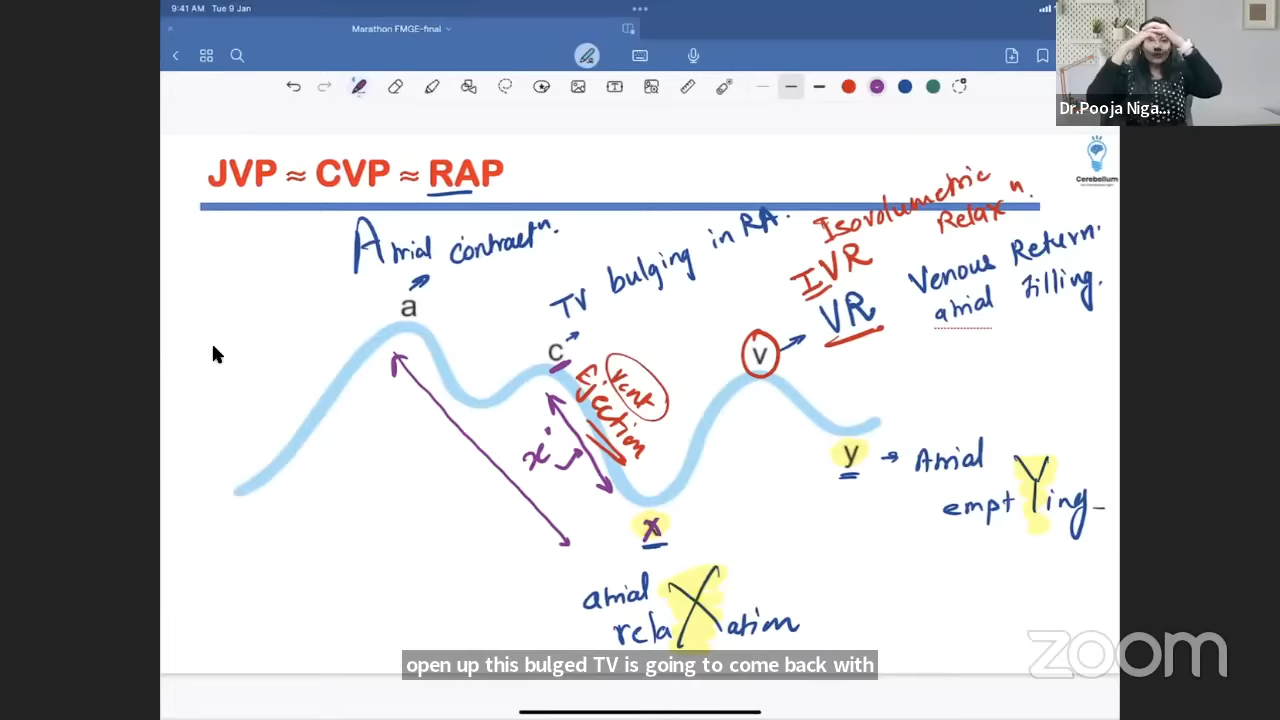 9:41 AM Tue 9 Jan
Marathon FMGE-final
Dr.Pooja Niga...
Cerebellum
JVP ≈ CVP ≈ RAP
Atrial contractⁿ.
a
TV bulging in RA.
c
Isovolumetric
Relaxⁿ.
IVR
VR
Venous Return.
atrial filling.
v
Vent
Ejection
x'
x
y → Atrial
emptYing
atrial
relaXation
open up this bulged TV is going to come back with
zoom